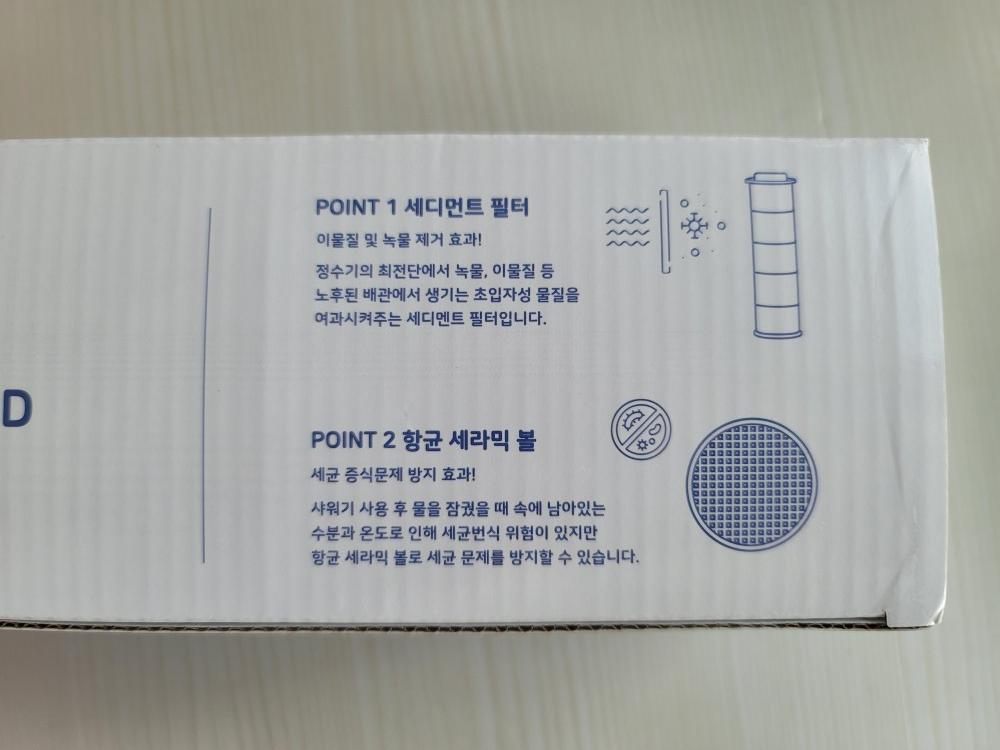 D
POINT 1 세디먼트 필터
이물질 및 녹물 제거 효과!
정수기의 최전단에서 녹물, 이물질 등
노후된 배관에서 생기는 초입자성 물질을
여과시켜주는 세디멘트 필터입니다.
POINT 2 항균 세라믹 볼
세균 증식문제 방지 효과!
샤워기 사용 후 물을 잠궜을 때 속에 남아있는
수분과 온도로 인해 세균번식 위험이 있지만
항균 세라믹 볼로 세균 문제를 방지할 수 있습니다.